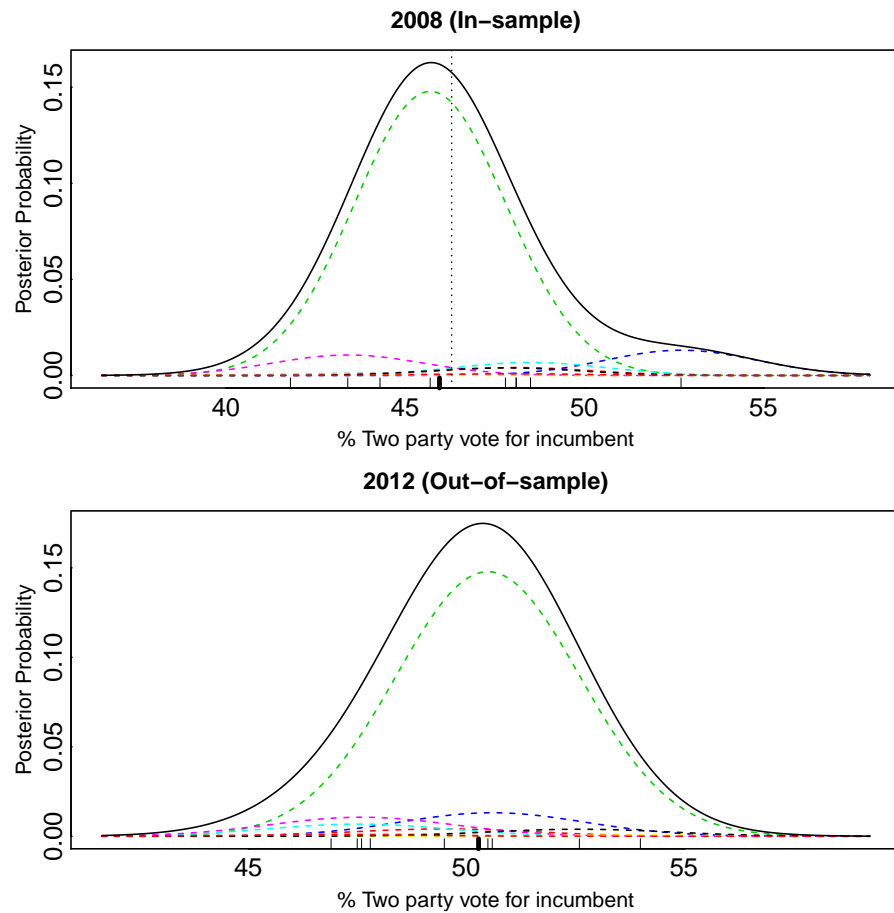 2008 (In−sample)
Posterior Probability
0.15
0.10
0.05
0.00
40 45 50 55
% Two party vote for incumbent
2012 (Out−of−sample)
Posterior Probability
0.15
0.10
0.05
0.00
45 50 55
% Two party vote for incumbent